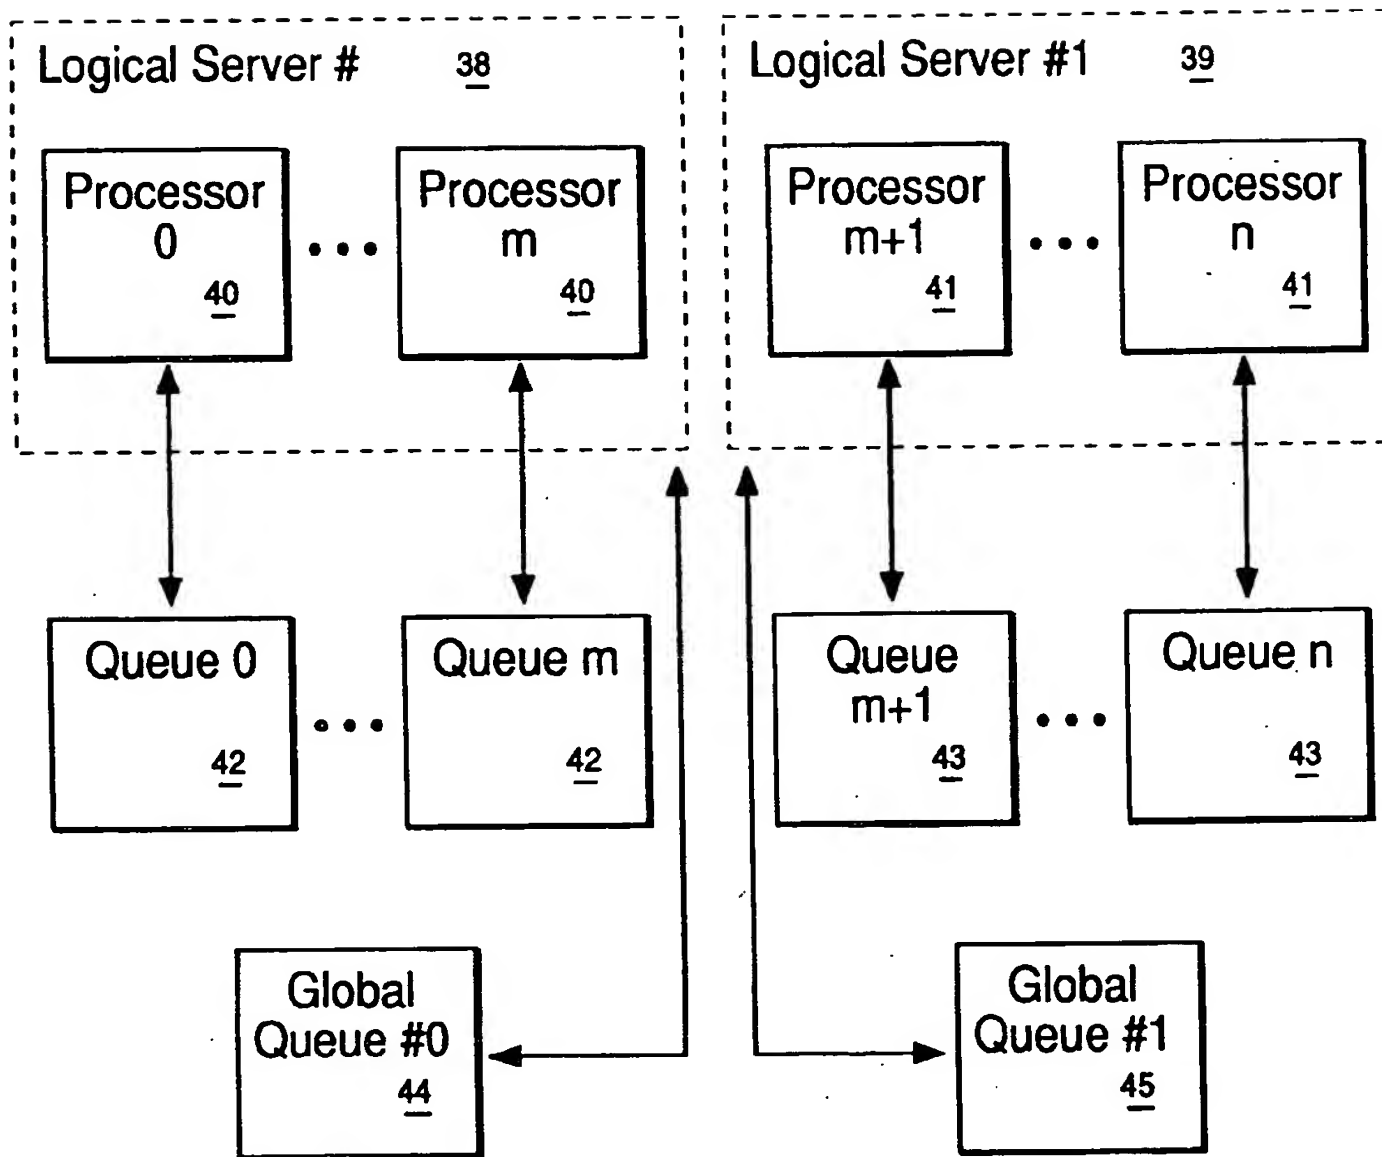 Logical Server # 38
Logical Server #1 39
Processor
0
40
Processor
m
40
Processor
m+1
41
Processor
n
41
Queue 0
42
Queue m
42
Queue
m+1
43
Queue n
43
Global
Queue #0
44
Global
Queue #1
45